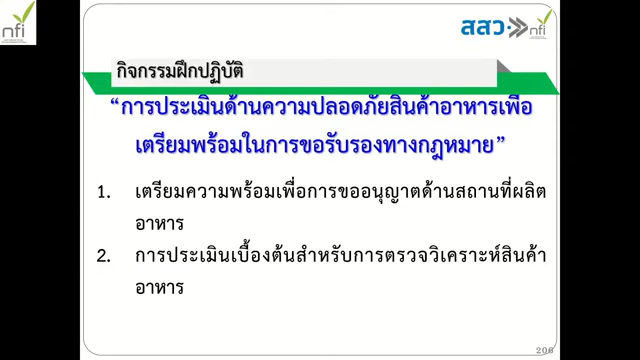 nfi
สสว
nfi
กิจกรรมฝึกปฏิบัติ
“การประเมินด้านความปลอดภัยสินค้าอาหารเพื่อ
เตรียมพร้อมในการขอรับรองทางกฎหมาย”
1. เตรียมความพร้อมเพื่อการขออนุญาตด้านสถานที่ผลิต
อาหาร
2. การประเมินเบื้องต้นสำหรับการตรวจวิเคราะห์สินค้า
อาหาร
206